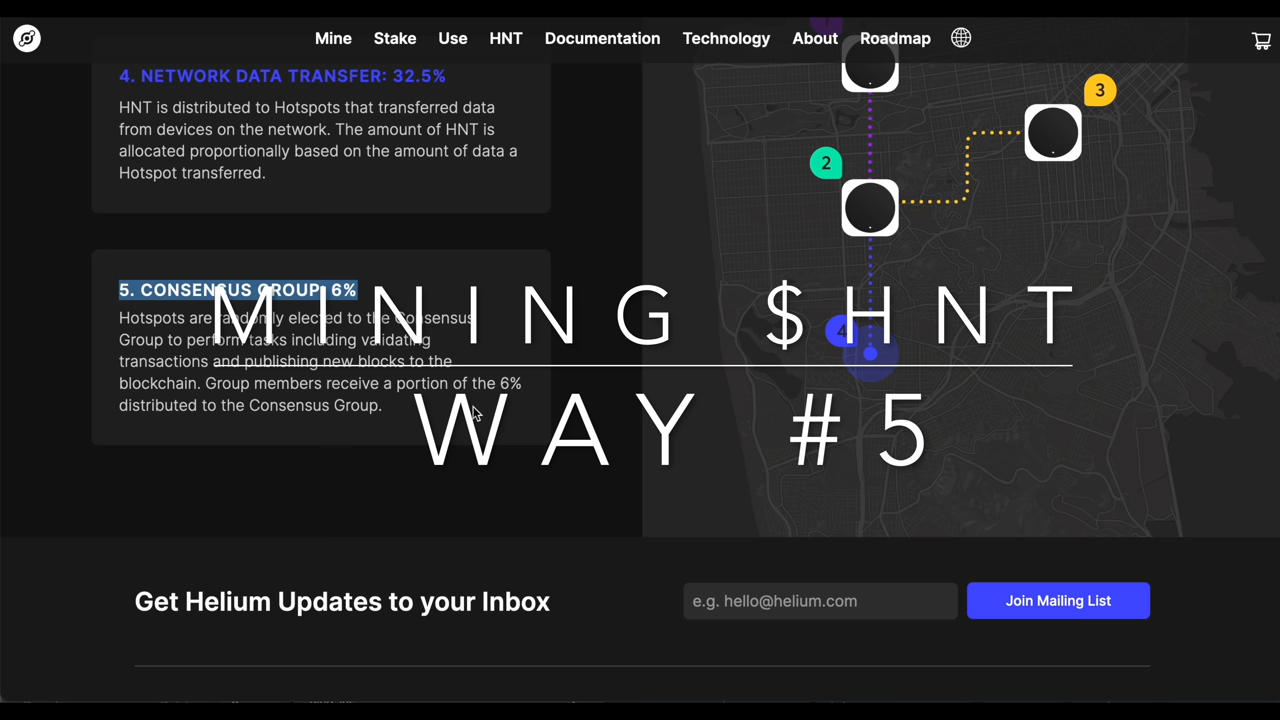 Mine Stake Use HNT Documentation Technology About Roadmap
4. NETWORK DATA TRANSFER: 32.5%
HNT is distributed to Hotspots that transferred data
from devices on the network. The amount of HNT is
allocated proportionally based on the amount of data a
Hotspot transferred.
5. CONSENSUS GROUP: 6%
Hotspots are randomly elected to the Consensus
Group to perform tasks including validating
transactions and publishing new blocks to the
blockchain. Group members receive a portion of the 6%
distributed to the Consensus Group.
1
2
3
4
MINING $HNT
WAY #5
Get Helium Updates to your Inbox
e.g. hello@helium.com
Join Mailing List